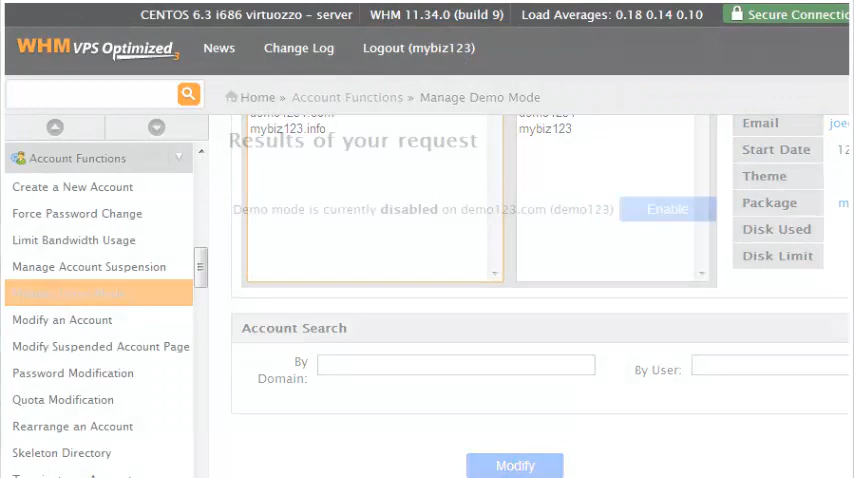 CENTOS 6.3 i686 virtuozzo – server WHM 11.34.0 (build 9) Load Averages: 0.18 0.14 0.10 Secure Connectio
WHM VPS Optimized 3 News Change Log Logout (mybiz123)
Home » Account Functions » Manage Demo Mode
mybiz123.info mybiz123
Results of your request
Demo mode is currently disabled on demo123.com (demo123) Enable
Email joe
Start Date 12
Theme
Package m
Disk Used
Disk Limit
Account Functions
Create a New Account
Force Password Change
Limit Bandwidth Usage
Manage Account Suspension
Modify an Account
Modify Suspended Account Page
Password Modification
Quota Modification
Rearrange an Account
Skeleton Directory
Account Search
By Domain:
By User:
Modify